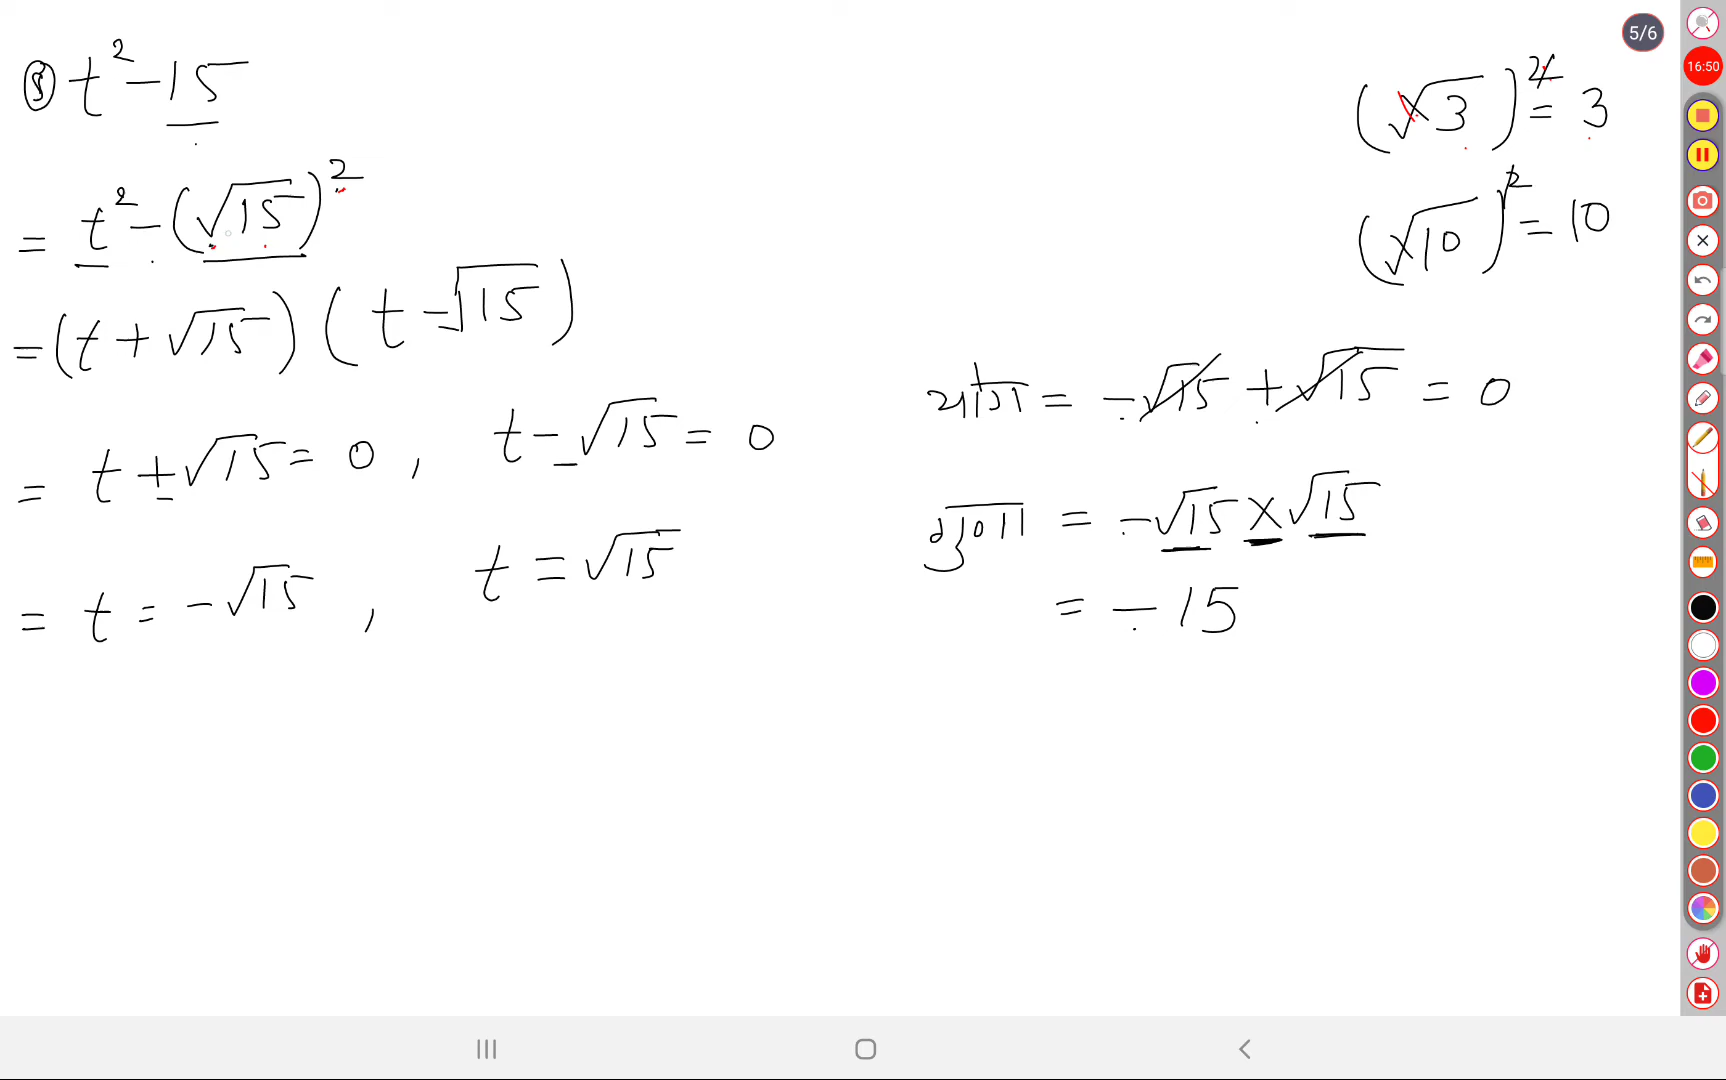 5/6
16:50
⑤ t² - 15
= t² - (√15)²
= (t + √15) (t - √15)
= t + √15 = 0 , t - √15 = 0
= t = -√15 , t = √15
(√3)² = 3
(√10)² = 10
= -√15 + √15 = 0
= -√15 × √15
= -15